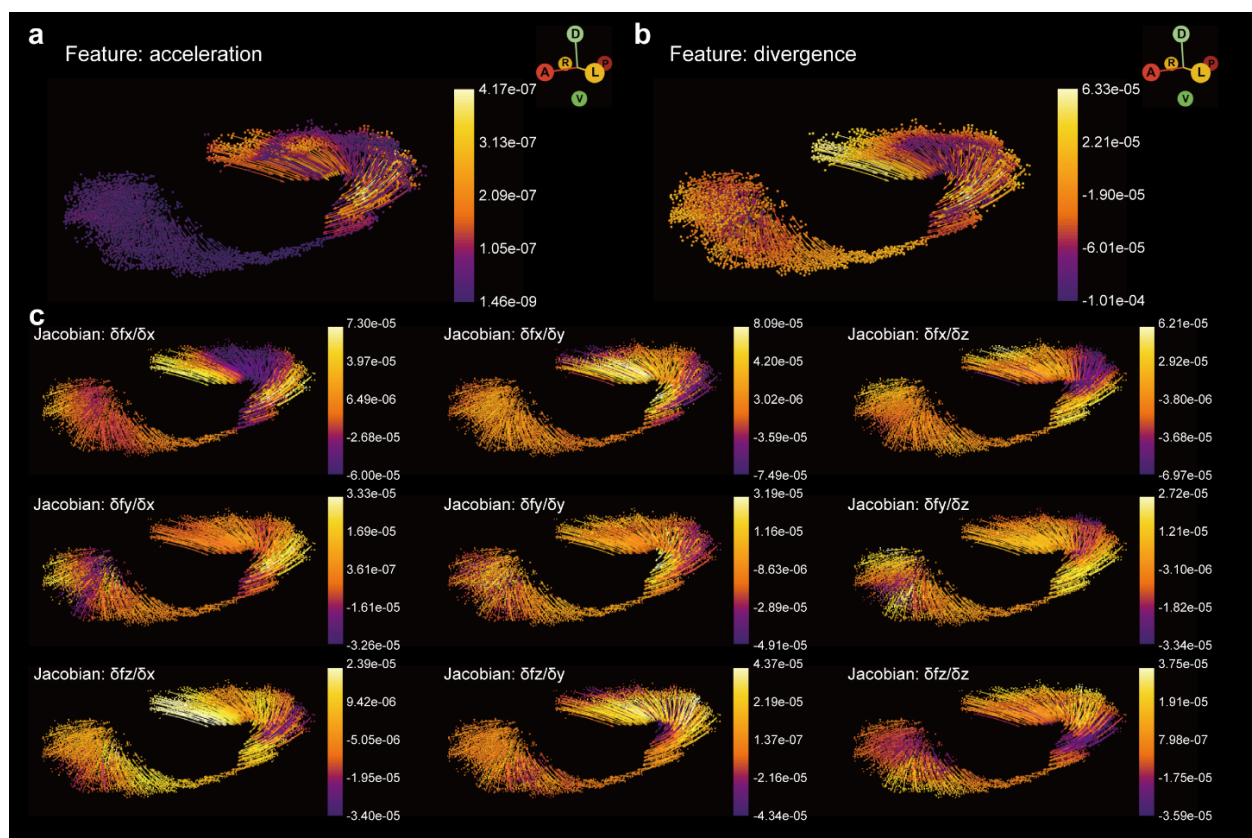 a
Feature: acceleration
D
R
P
A
L
V
4.17e-07
3.13e-07
2.09e-07
1.05e-07
1.46e-09
b
Feature: divergence
D
R
P
A
L
V
6.33e-05
2.21e-05
-1.90e-05
-6.01e-05
-1.01e-04
c
Jacobian: δfx/δx
7.30e-05
3.97e-05
6.49e-06
-2.68e-05
-6.00e-05
Jacobian: δfx/δy
8.09e-05
4.20e-05
3.02e-06
-3.59e-05
-7.49e-05
Jacobian: δfx/δz
6.21e-05
2.92e-05
-3.80e-06
-3.68e-05
-6.97e-05
Jacobian: δfy/δx
3.33e-05
1.69e-05
3.61e-07
-1.61e-05
-3.26e-05
Jacobian: δfy/δy
3.19e-05
1.16e-05
-8.63e-06
-2.89e-05
-4.91e-05
Jacobian: δfy/δz
2.72e-05
1.21e-05
-3.10e-06
-1.82e-05
-3.34e-05
Jacobian: δfz/δx
2.39e-05
9.42e-06
-5.05e-06
-1.95e-05
-3.40e-05
Jacobian: δfz/δy
4.37e-05
2.19e-05
1.37e-07
-2.16e-05
-4.34e-05
Jacobian: δfz/δz
3.75e-05
1.91e-05
7.98e-07
-1.75e-05
-3.59e-05